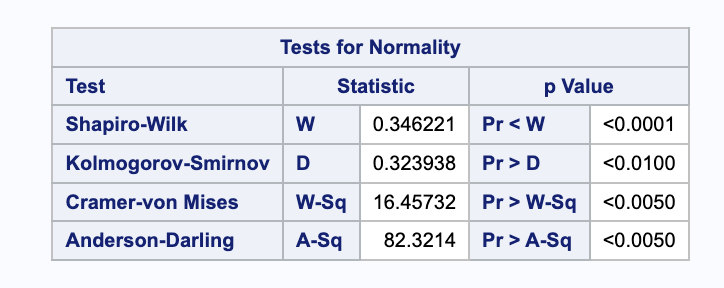 Tests for Normality
Test Statistic p Value
Shapiro-Wilk W 0.346221 Pr < W <0.0001
Kolmogorov-Smirnov D 0.323938 Pr > D <0.0100
Cramer-von Mises W-Sq 16.45732 Pr > W-Sq <0.0050
Anderson-Darling A-Sq 82.3214 Pr > A-Sq <0.0050